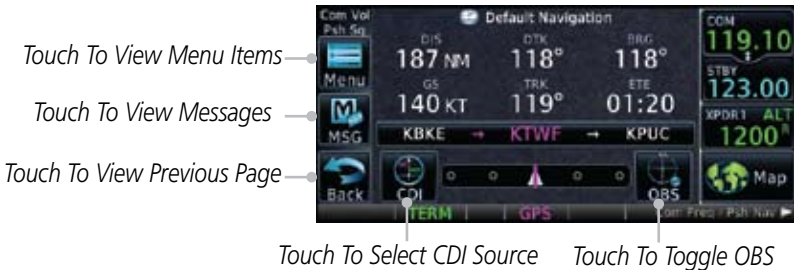 Com Vol
Psh Sq
Default Navigation
DIS
DTK
BRG
187 NM
118°
118°
GS
TRK
ETE
140 KT
119°
01:20
KBKE → KTWF → KPUC
Menu
MSG
Back
CDI
OBS
TERM
GPS
Com Freq / Psh Nav
COM
119.10
STBY
123.00
XPDR1 ALT
1200 R
Map
Touch To View Menu Items
Touch To View Messages
Touch To View Previous Page
Touch To Select CDI Source
Touch To Toggle OBS